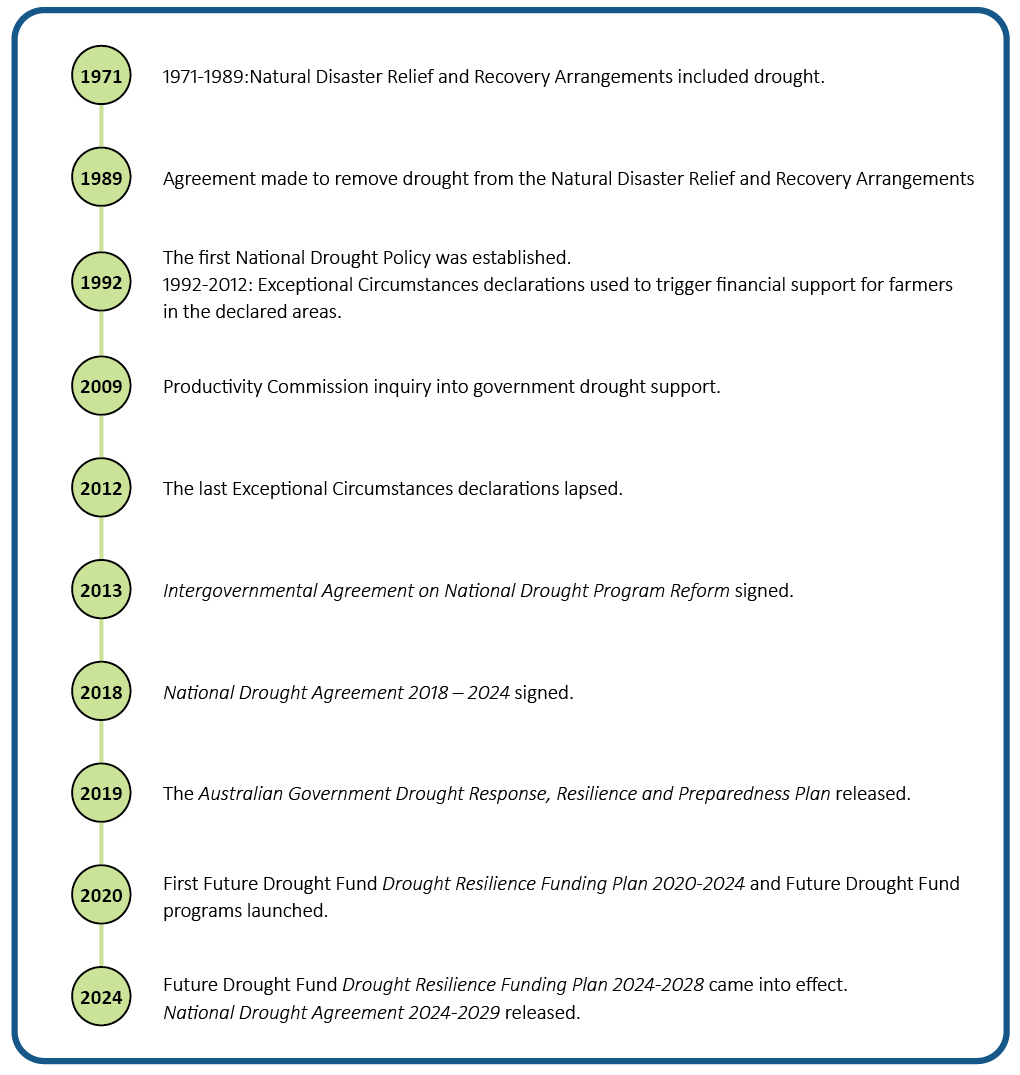 1971
1971-1989:Natural Disaster Relief and Recovery Arrangements included drought.
1989
Agreement made to remove drought from the Natural Disaster Relief and Recovery Arrangements
1992
The first National Drought Policy was established.
1992-2012: Exceptional Circumstances declarations used to trigger financial support for farmers
in the declared areas.
2009
Productivity Commission inquiry into government drought support.
2012
The last Exceptional Circumstances declarations lapsed.
2013
Intergovernmental Agreement on National Drought Program Reform signed.
2018
National Drought Agreement 2018 – 2024 signed.
2019
The Australian Government Drought Response, Resilience and Preparedness Plan released.
2020
First Future Drought Fund Drought Resilience Funding Plan 2020-2024 and Future Drought Fund
programs launched.
2024
Future Drought Fund Drought Resilience Funding Plan 2024-2028 came into effect.
National Drought Agreement 2024-2029 released.